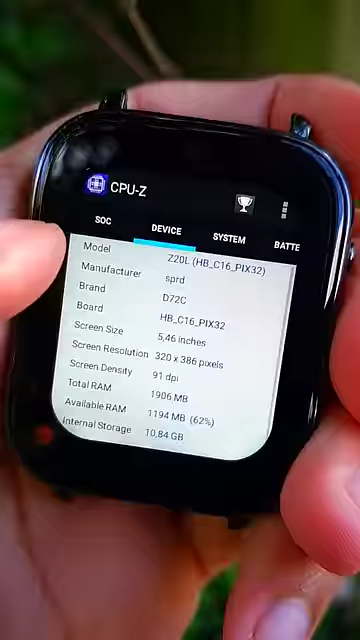 CPU-Z
SOC DEVICE SYSTEM BATTE
Model Z20L (HB_C16_PIX32)
Manufacturer sprd
Brand D72C
Board HB_C16_PIX32
Screen Size 5,46 inches
Screen Resolution 320 x 386 pixels
Screen Density 91 dpi
Total RAM 1906 MB
Available RAM 1194 MB (62%)
Internal Storage 10,84 GB